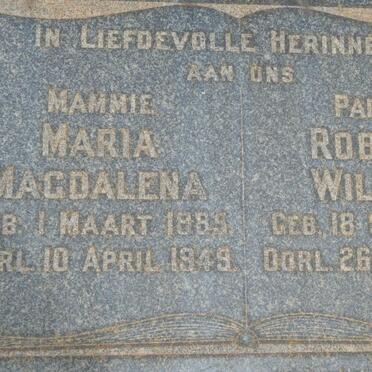 IN LIEFDEVOLLE HERINNE
AAN ONS
MAMMIE
MARIA
MAGDALENA
B. 1 MAART
RL. 10 APRIL 1949.
PA
ROB
WIL
GEB. 18
OORL. 26